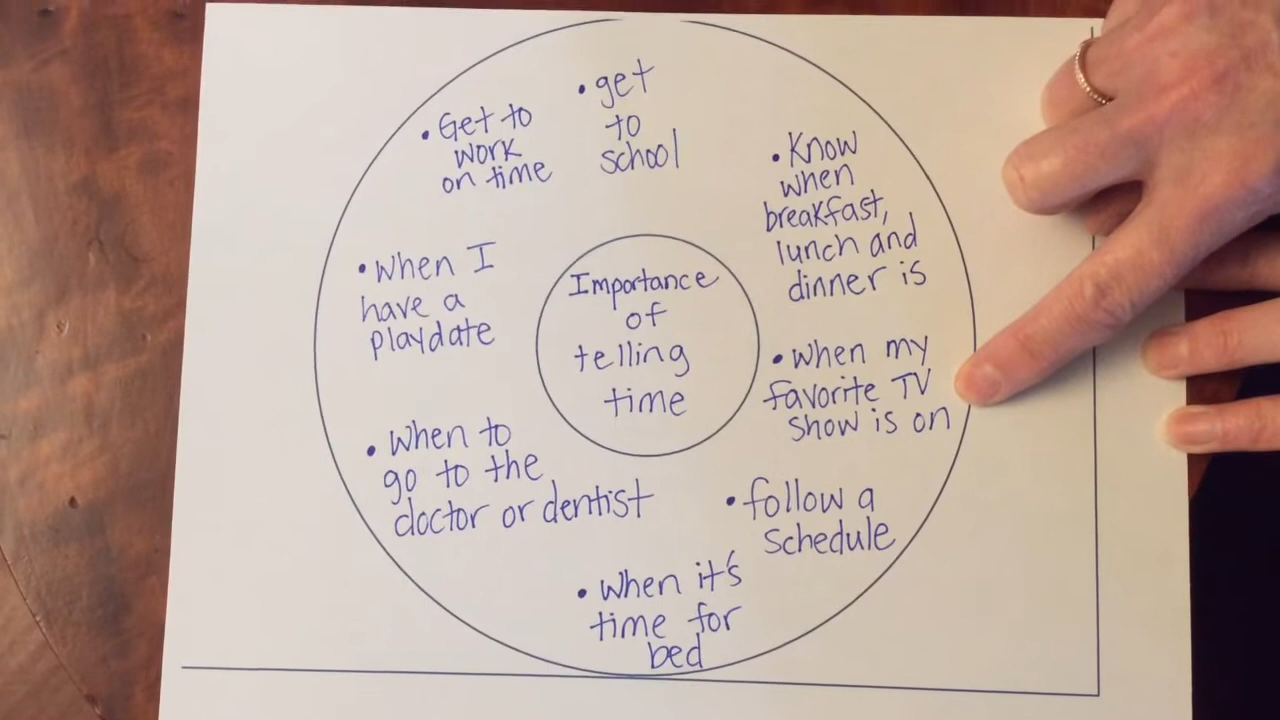 Importance
of
telling
time
• get
to
school
• Know
when
breakfast,
lunch and
dinner is
• when my
favorite TV
show is on
• follow a
schedule
• when it's
time for
bed
• when to
go to the
doctor or dentist
• when I
have a
playdate
• Get to
work
on time